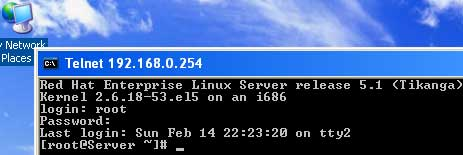 y Network
Places
Telnet 192.168.0.254
Red Hat Enterprise Linux Server release 5.1 (Tikanga)
Kernel 2.6.18-53.el5 on an i686
login: root
Password:
Last login: Sun Feb 14 22:23:20 on tty2
[root@Server ~]# _